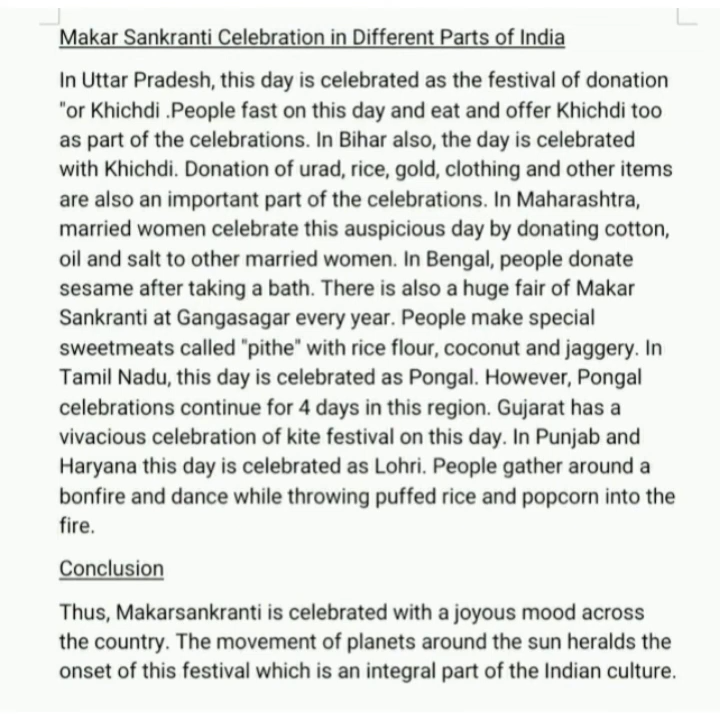 Makar Sankranti Celebration in Different Parts of India
In Uttar Pradesh, this day is celebrated as the festival of donation
"or Khichdi .People fast on this day and eat and offer Khichdi too
as part of the celebrations. In Bihar also, the day is celebrated
with Khichdi. Donation of urad, rice, gold, clothing and other items
are also an important part of the celebrations. In Maharashtra,
married women celebrate this auspicious day by donating cotton,
oil and salt to other married women. In Bengal, people donate
sesame after taking a bath. There is also a huge fair of Makar
Sankranti at Gangasagar every year. People make special
sweetmeats called "pithe" with rice flour, coconut and jaggery. In
Tamil Nadu, this day is celebrated as Pongal. However, Pongal
celebrations continue for 4 days in this region. Gujarat has a
vivacious celebration of kite festival on this day. In Punjab and
Haryana this day is celebrated as Lohri. People gather around a
bonfire and dance while throwing puffed rice and popcorn into the
fire.
Conclusion
Thus, Makarsankranti is celebrated with a joyous mood across
the country. The movement of planets around the sun heralds the
onset of this festival which is an integral part of the Indian culture.